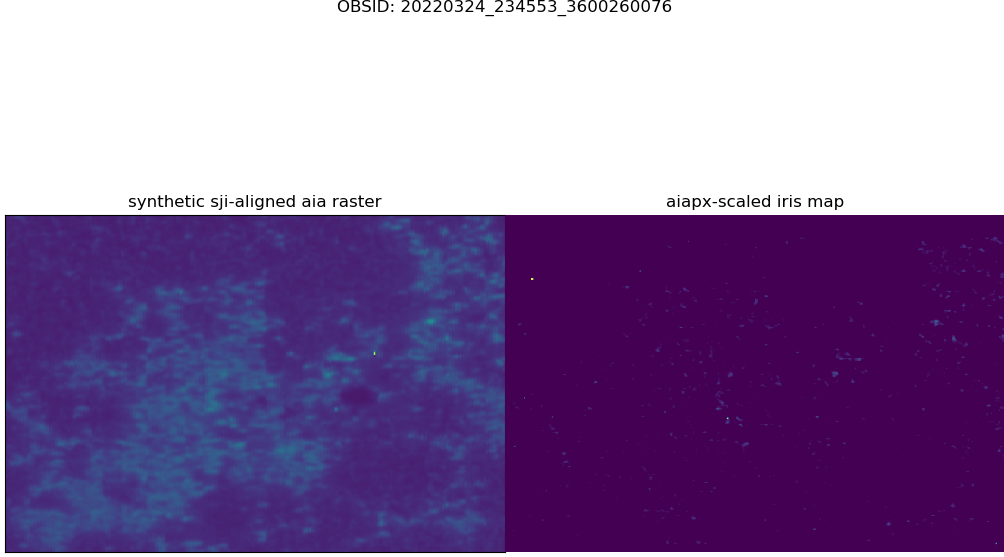 OBSID: 20220324_234553_3600260076
synthetic sji-aligned aia raster
aiapx-scaled iris map